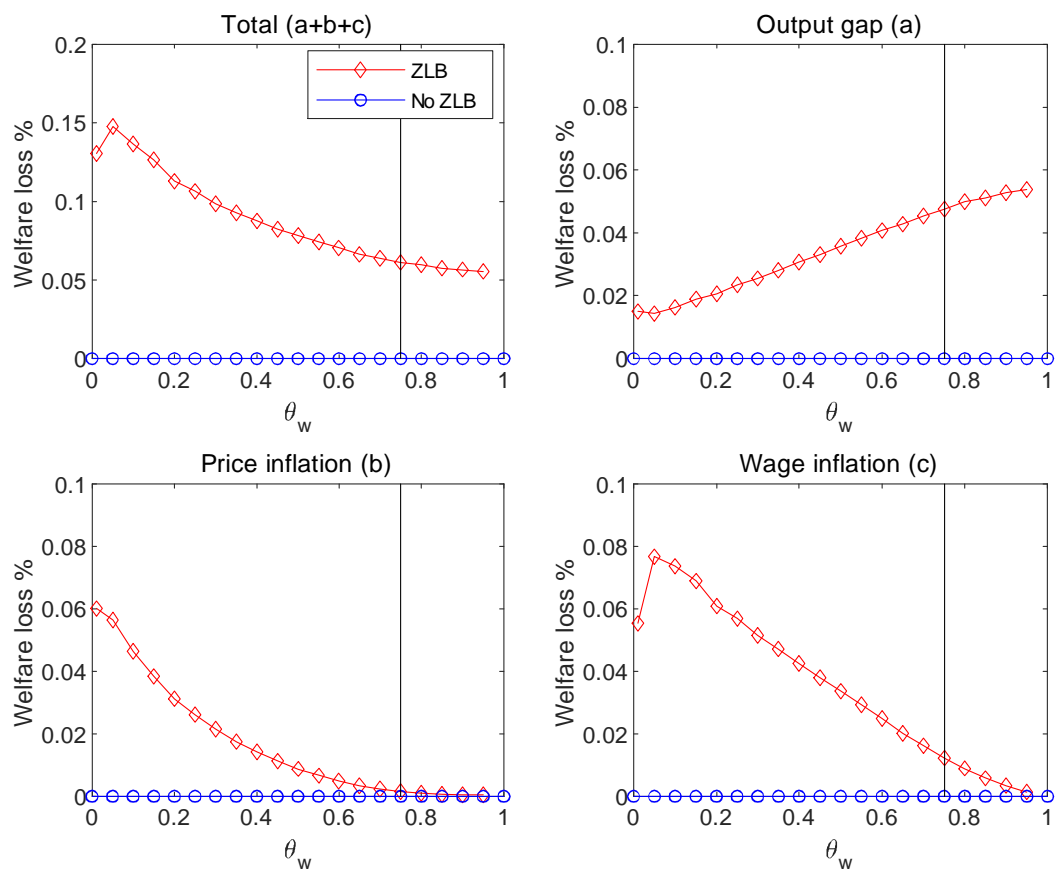 Total (a+b+c)
Welfare loss %
0.2
0.15
0.1
0.05
0
ZLB
No ZLB
0 0.2 0.4 0.6 0.8 1
θw
Output gap (a)
Welfare loss %
0.1
0.08
0.06
0.04
0.02
0
0 0.2 0.4 0.6 0.8 1
θw
Price inflation (b)
Welfare loss %
0.1
0.08
0.06
0.04
0.02
0
0 0.2 0.4 0.6 0.8 1
θw
Wage inflation (c)
Welfare loss %
0.1
0.08
0.06
0.04
0.02
0
0 0.2 0.4 0.6 0.8 1
θw